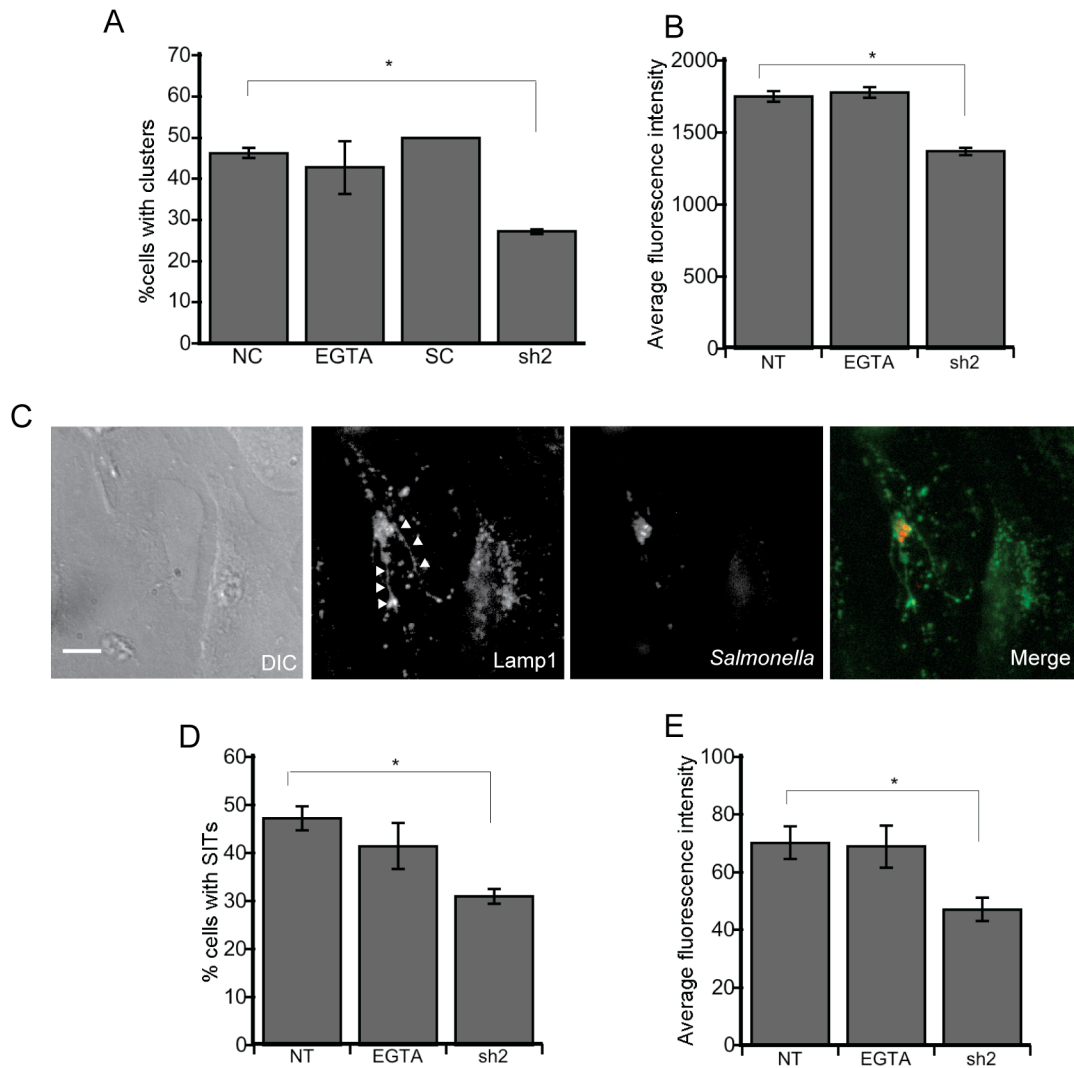 A
%cells with clusters
70
60
50
40
30
20
10
0
*
NC EGTA SC sh2
B
Average fluorescence intensity
2000
1500
1000
500
0
*
NT EGTA sh2
C
DIC
Lamp1
Salmonella
Merge
D
% cells with SITs
60
50
40
30
20
10
0
*
NT EGTA sh2
E
Average fluorescence intensity
100
80
60
40
20
0
*
NT EGTA sh2